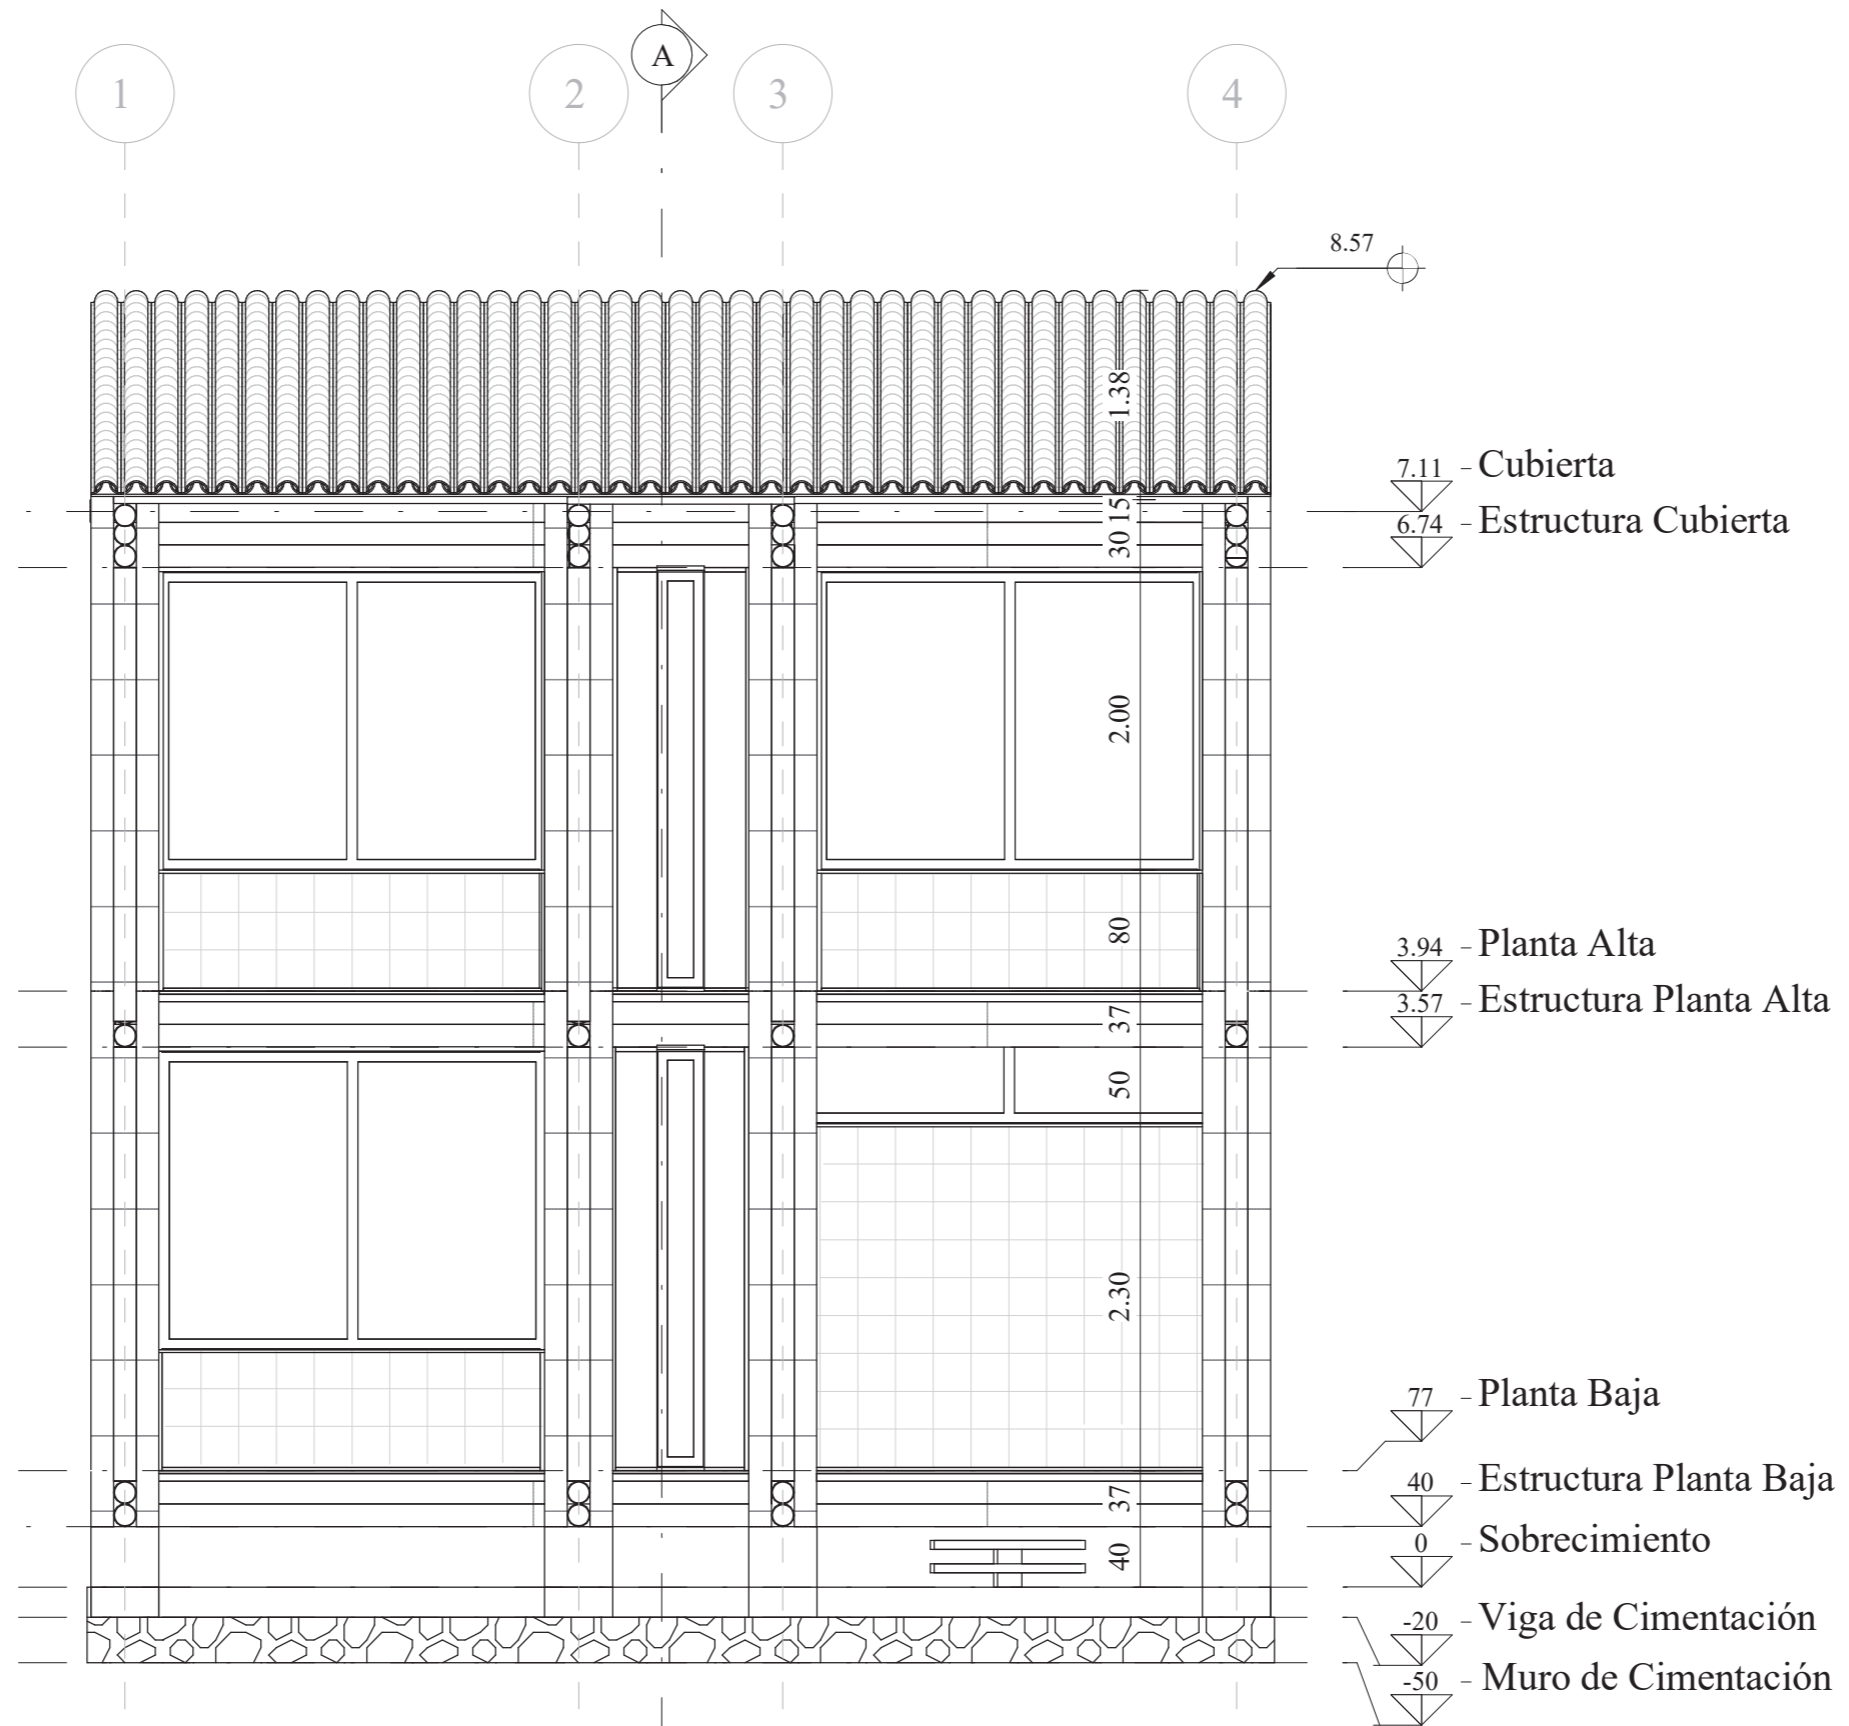 1
2
A
3
4
8.57
1.38
7.11 Cubierta
15
6.74 Estructura Cubierta
30
2.00
80
3.94 Planta Alta
3.57 Estructura Planta Alta
37
50
2.30
77 Planta Baja
40 Estructura Planta Baja
37
0 Sobrecimiento
40
-20 Viga de Cimentación
-50 Muro de Cimentación